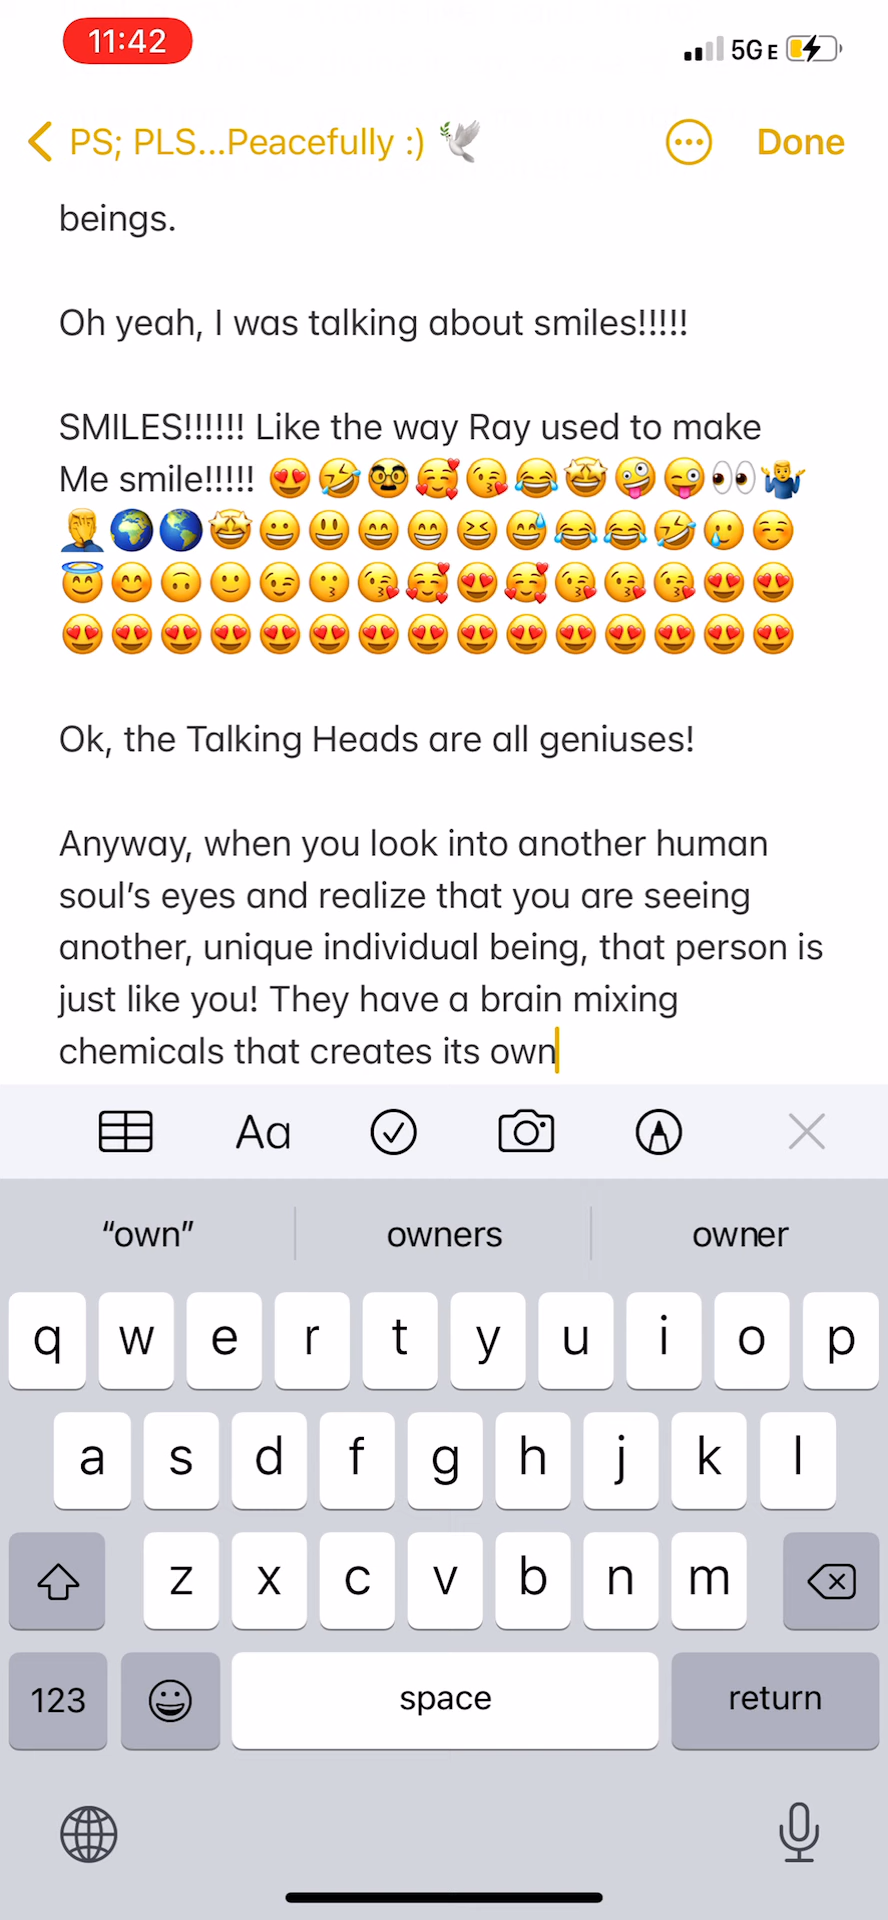 11:42
5GE
PS; PLS...Peacefully :) 🕊️
Done
beings.
Oh yeah, I was talking about smiles!!!!!
SMILES!!!!!! Like the way Ray used to make
Me smile!!!!! 😍🤣🥸🥰😘😂🤩🤪😜👀🤷‍♂️
🤦‍♂️🌍🌎🤩😀😃😄😁😆😅😂😂🤣🥲☺️
😇😊🙃🙂😉😗😘🥰😍🥰😘😘😘😍😍
😍😍😍😍😍😍😍😍😍😍😍😍😍😍😍
Ok, the Talking Heads are all geniuses!
Anyway, when you look into another human
soul's eyes and realize that you are seeing
another, unique individual being, that person is
just like you! They have a brain mixing
chemicals that creates its own
Aa
“own” owners owner
q w e r t y u i o p
a s d f g h j k l
z x c v b n m
123 space return